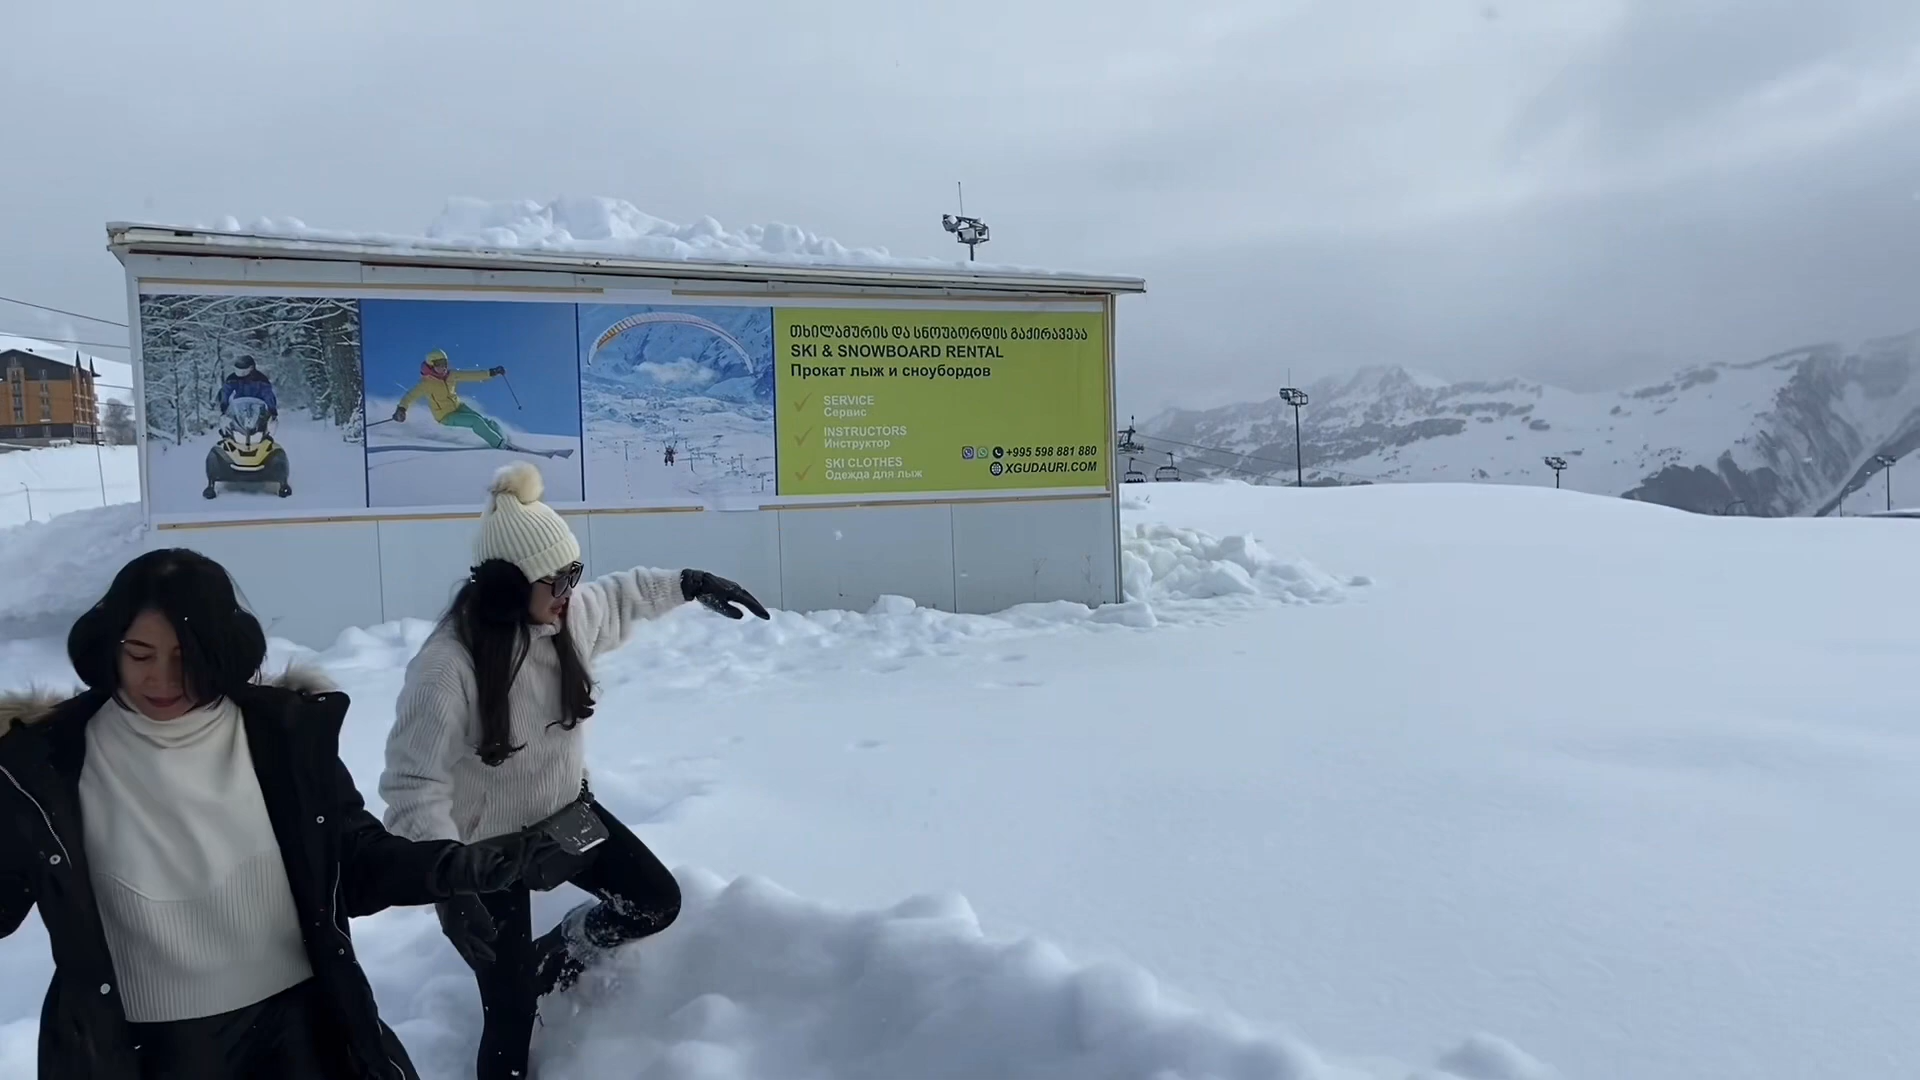 თხილამურის და სნოუბორდის გაქირავება
SKI & SNOWBOARD RENTAL
Прокат лыж и сноубордов
SERVICE
Сервис
INSTRUCTORS
Инструктор
SKI CLOTHES
Одежда для лыж
+995 598 881 880
XGUDAURI.COM